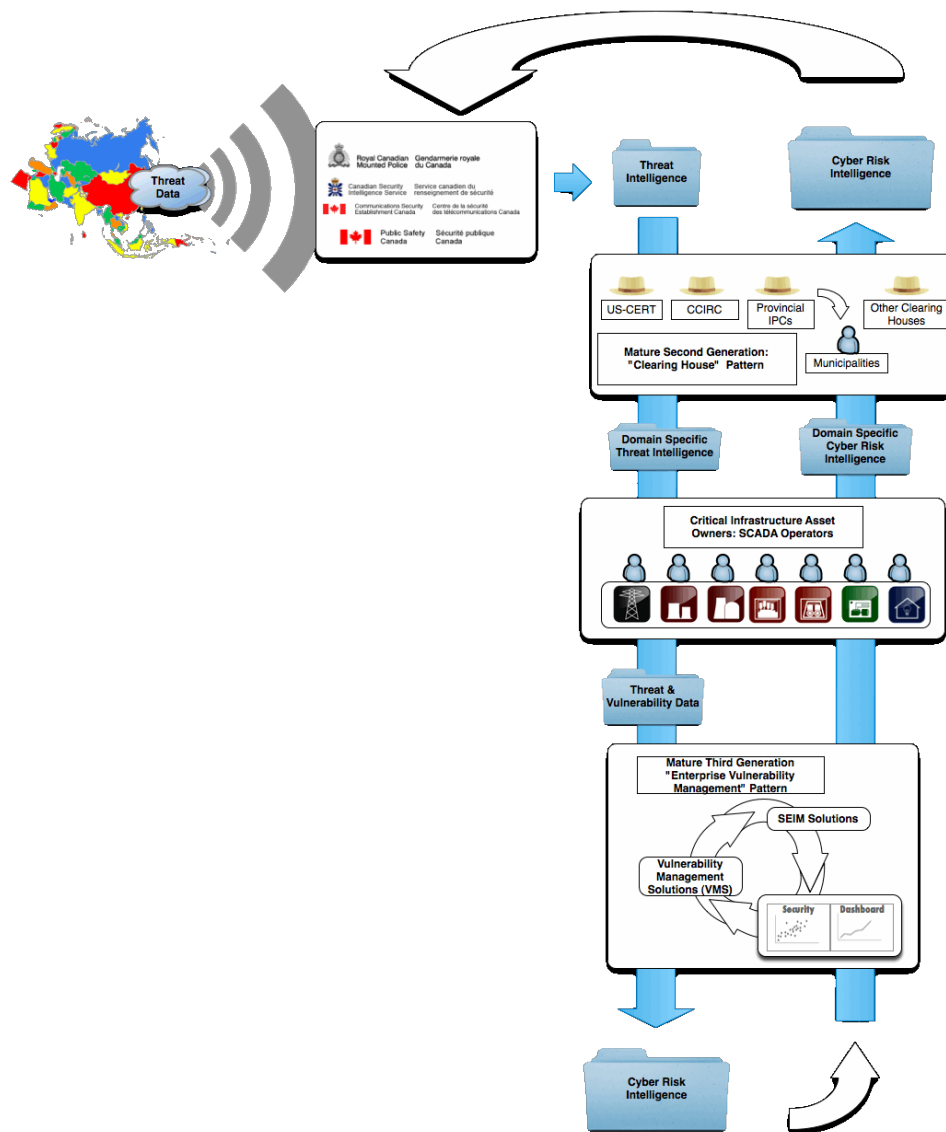 Threat
Data
Royal Canadian
Mounted Police
Gendarmerie royale
du Canada
Canadian Security
Intelligence Service
Service canadien du
renseignement de sécurité
Communications Security
Establishment Canada
Centre de la sécurité
des télécommunications Canada
Public Safety
Canada
Sécurité publique
Canada
Threat
Intelligence
Cyber Risk
Intelligence
US-CERT
CCIRC
Provincial
IPCs
Other Clearing
Houses
Mature Second Generation:
"Clearing House" Pattern
Municipalities
Domain Specific
Threat Intelligence
Domain Specific
Cyber Risk
Intelligence
Critical Infrastructure Asset
Owners: SCADA Operators
Threat &
Vulnerability Data
Mature Third Generation
"Enterprise Vulnerability
Management" Pattern
SEIM Solutions
Vulnerability
Management
Solutions (VMS)
Security
Dashboard
Cyber Risk
Intelligence